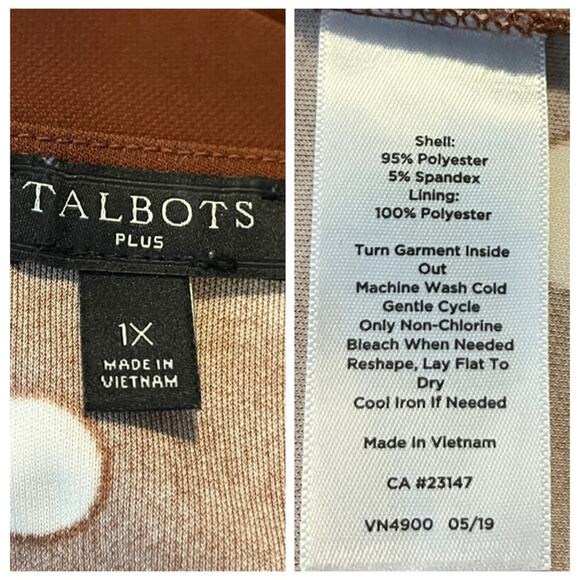 TALBOTS
PLUS
1X
MADE IN
VIETNAM
Shell:
95% Polyester
5% Spandex
Lining:
100% Polyester
Turn Garment Inside
Out
Machine Wash Cold
Gentle Cycle
Only Non-Chlorine
Bleach When Needed
Reshape, Lay Flat To
Dry
Cool Iron If Needed
Made In Vietnam
CA #23147
VN4900 05/19